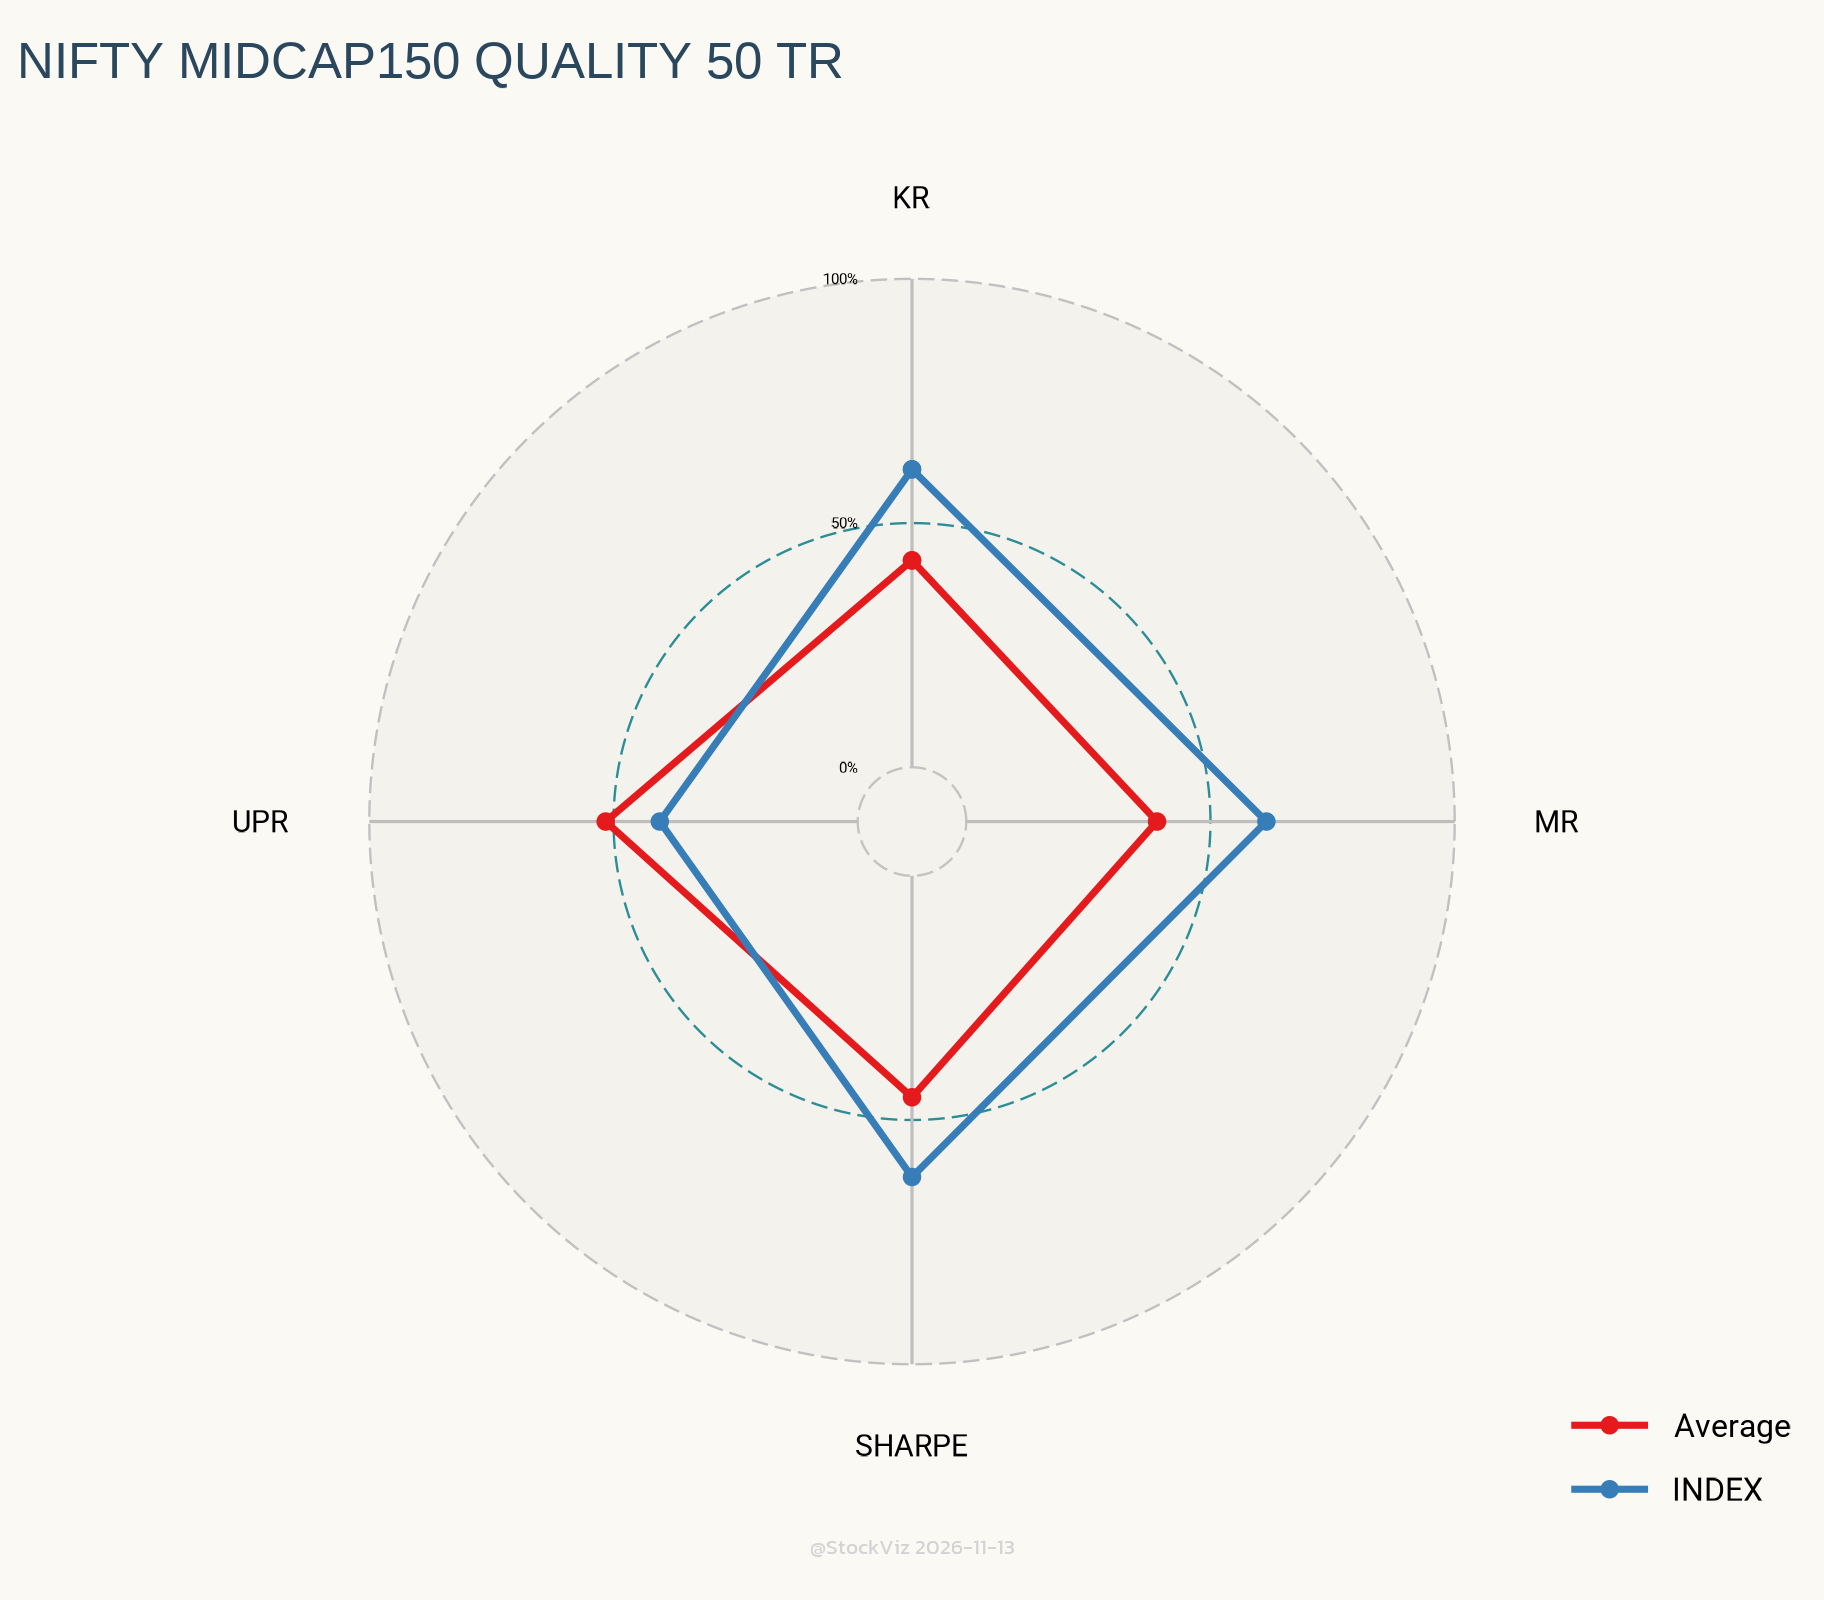 NIFTY MIDCAP150 QUALITY 50 TR
KR
100%
50%
0%
UPR
MR
SHARPE
Average
INDEX
@StockViz 2026-11-13